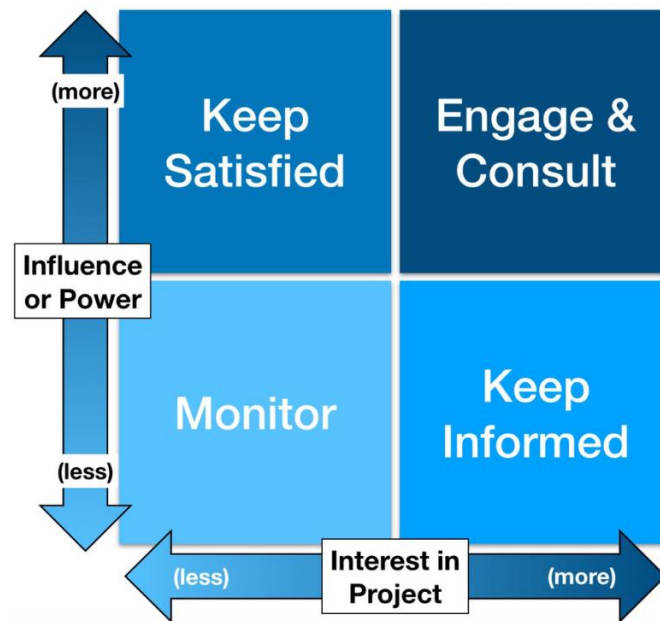 (more)
Keep
Satisfied
Engage &
Consult
Influence
or Power
Monitor
Keep
Informed
(less)
(less)
Interest in
Project
(more)